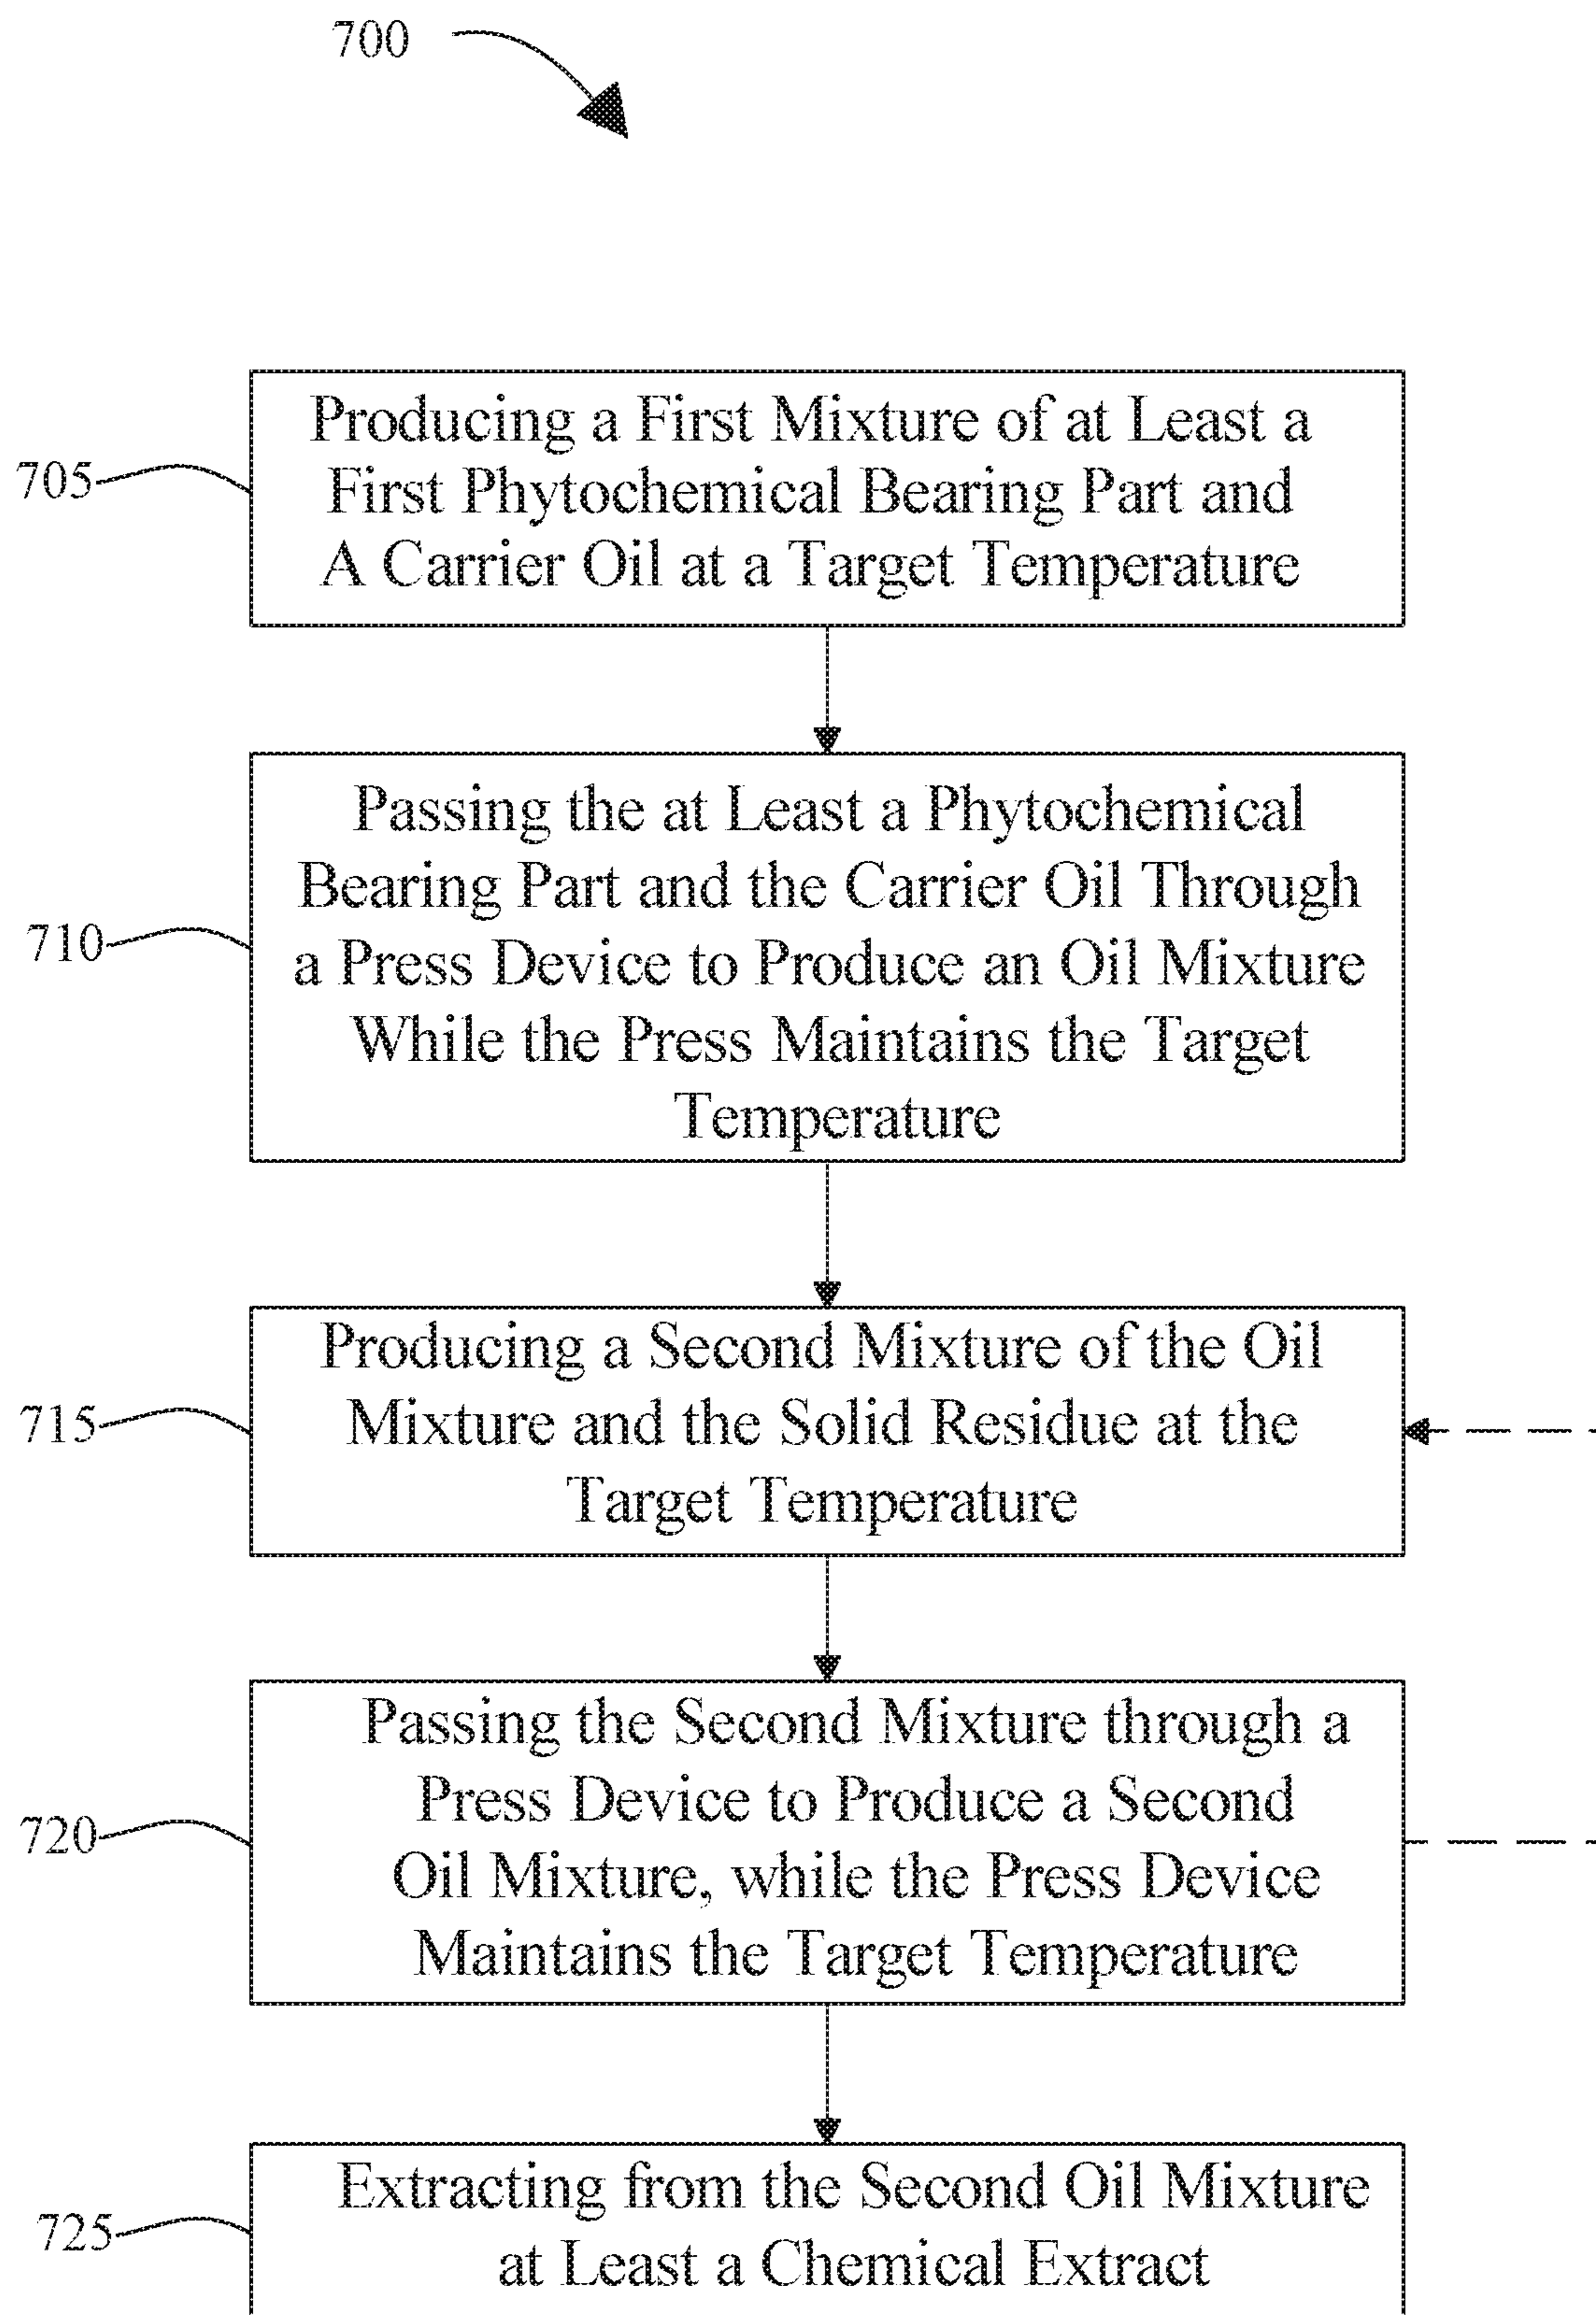 700
705
Producing a First Mixture of at Least a
First Phytochemical Bearing Part and
A Carrier Oil at a Target Temperature
710
Passing the at Least a Phytochemical
Bearing Part and the Carrier Oil Through
a Press Device to Produce an Oil Mixture
While the Press Maintains the Target
Temperature
715
Producing a Second Mixture of the Oil
Mixture and the Solid Residue at the
Target Temperature
720
Passing the Second Mixture through a
Press Device to Produce a Second
Oil Mixture, while the Press Device
Maintains the Target Temperature
725
Extracting from the Second Oil Mixture
at Least a Chemical Extract